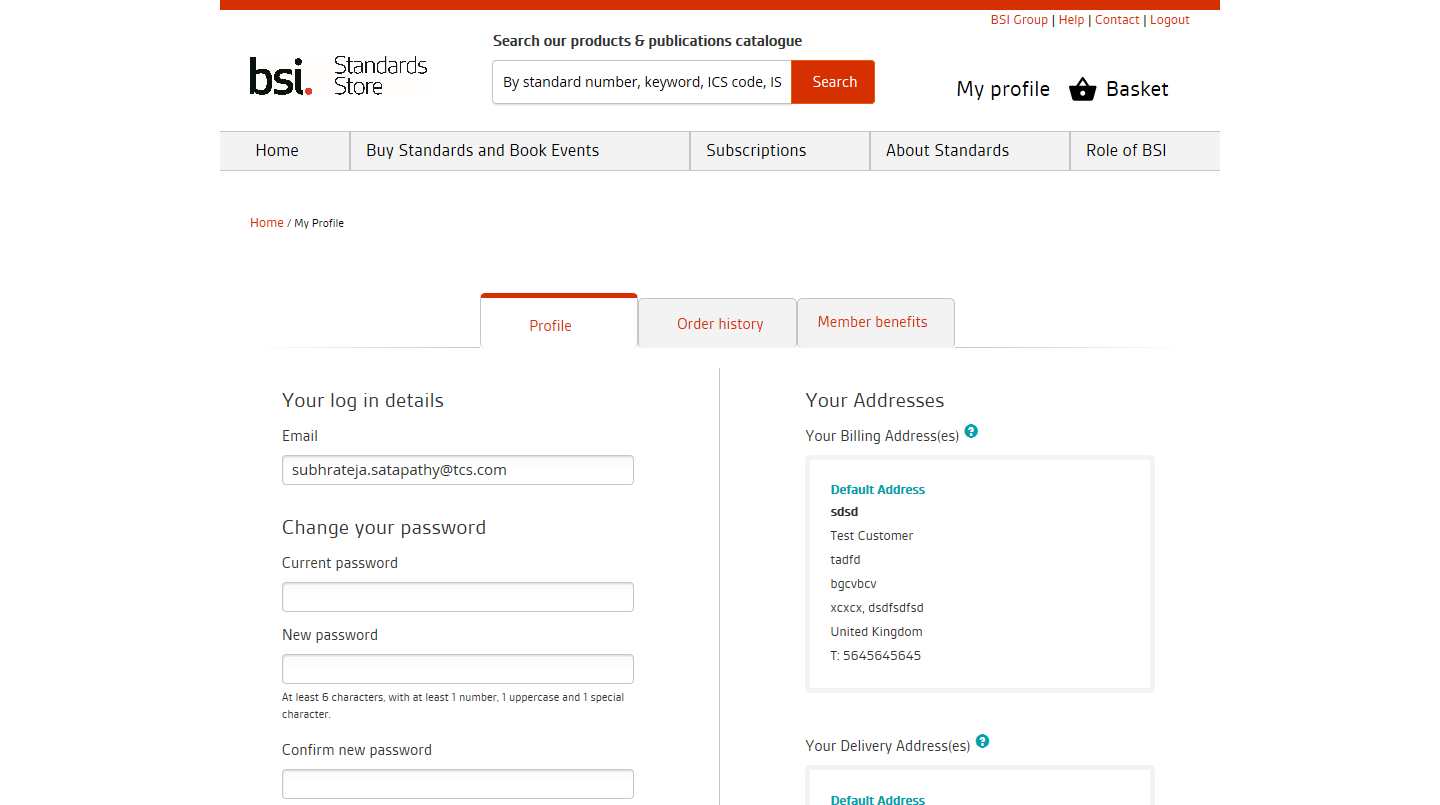 BSI Group | Help | Contact | Logout
Search our products & publications catalogue
bsi. Standards
Store
By standard number, keyword, ICS code, IS
Search
My profile
Basket
Home
Buy Standards and Book Events
Subscriptions
About Standards
Role of BSI
Home / My Profile
Profile
Order history
Member benefits
Your log in details
Email
subhrateja.satapathy@tcs.com
Change your password
Current password
New password
At least 6 characters, with at least 1 number, 1 uppercase and 1 special
character.
Confirm new password
Your Addresses
Your Billing Address(es) ?
Default Address
sdsd
Test Customer
tadfd
bgcvbcv
xcxcx, dsdfsdfsd
United Kingdom
T: 5645645645
Your Delivery Address(es) ?
Default Address